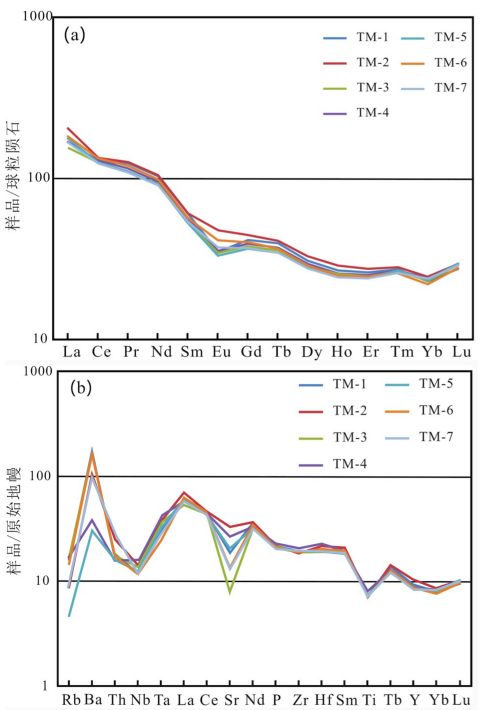 1000
(a)
TM-1 TM-5
TM-2 TM-6
TM-3 TM-7
TM-4
样品/球粒陨石
100
10
La Ce Pr Nd Sm Eu Gd Tb Dy Ho Er Tm Yb Lu
1000
(b)
TM-1 TM-5
TM-2 TM-6
TM-3 TM-7
TM-4
样品/原始地幔
100
10
1
Rb Ba Th Nb Ta La Ce Sr Nd P Zr Hf Sm Ti Tb Y Yb Lu